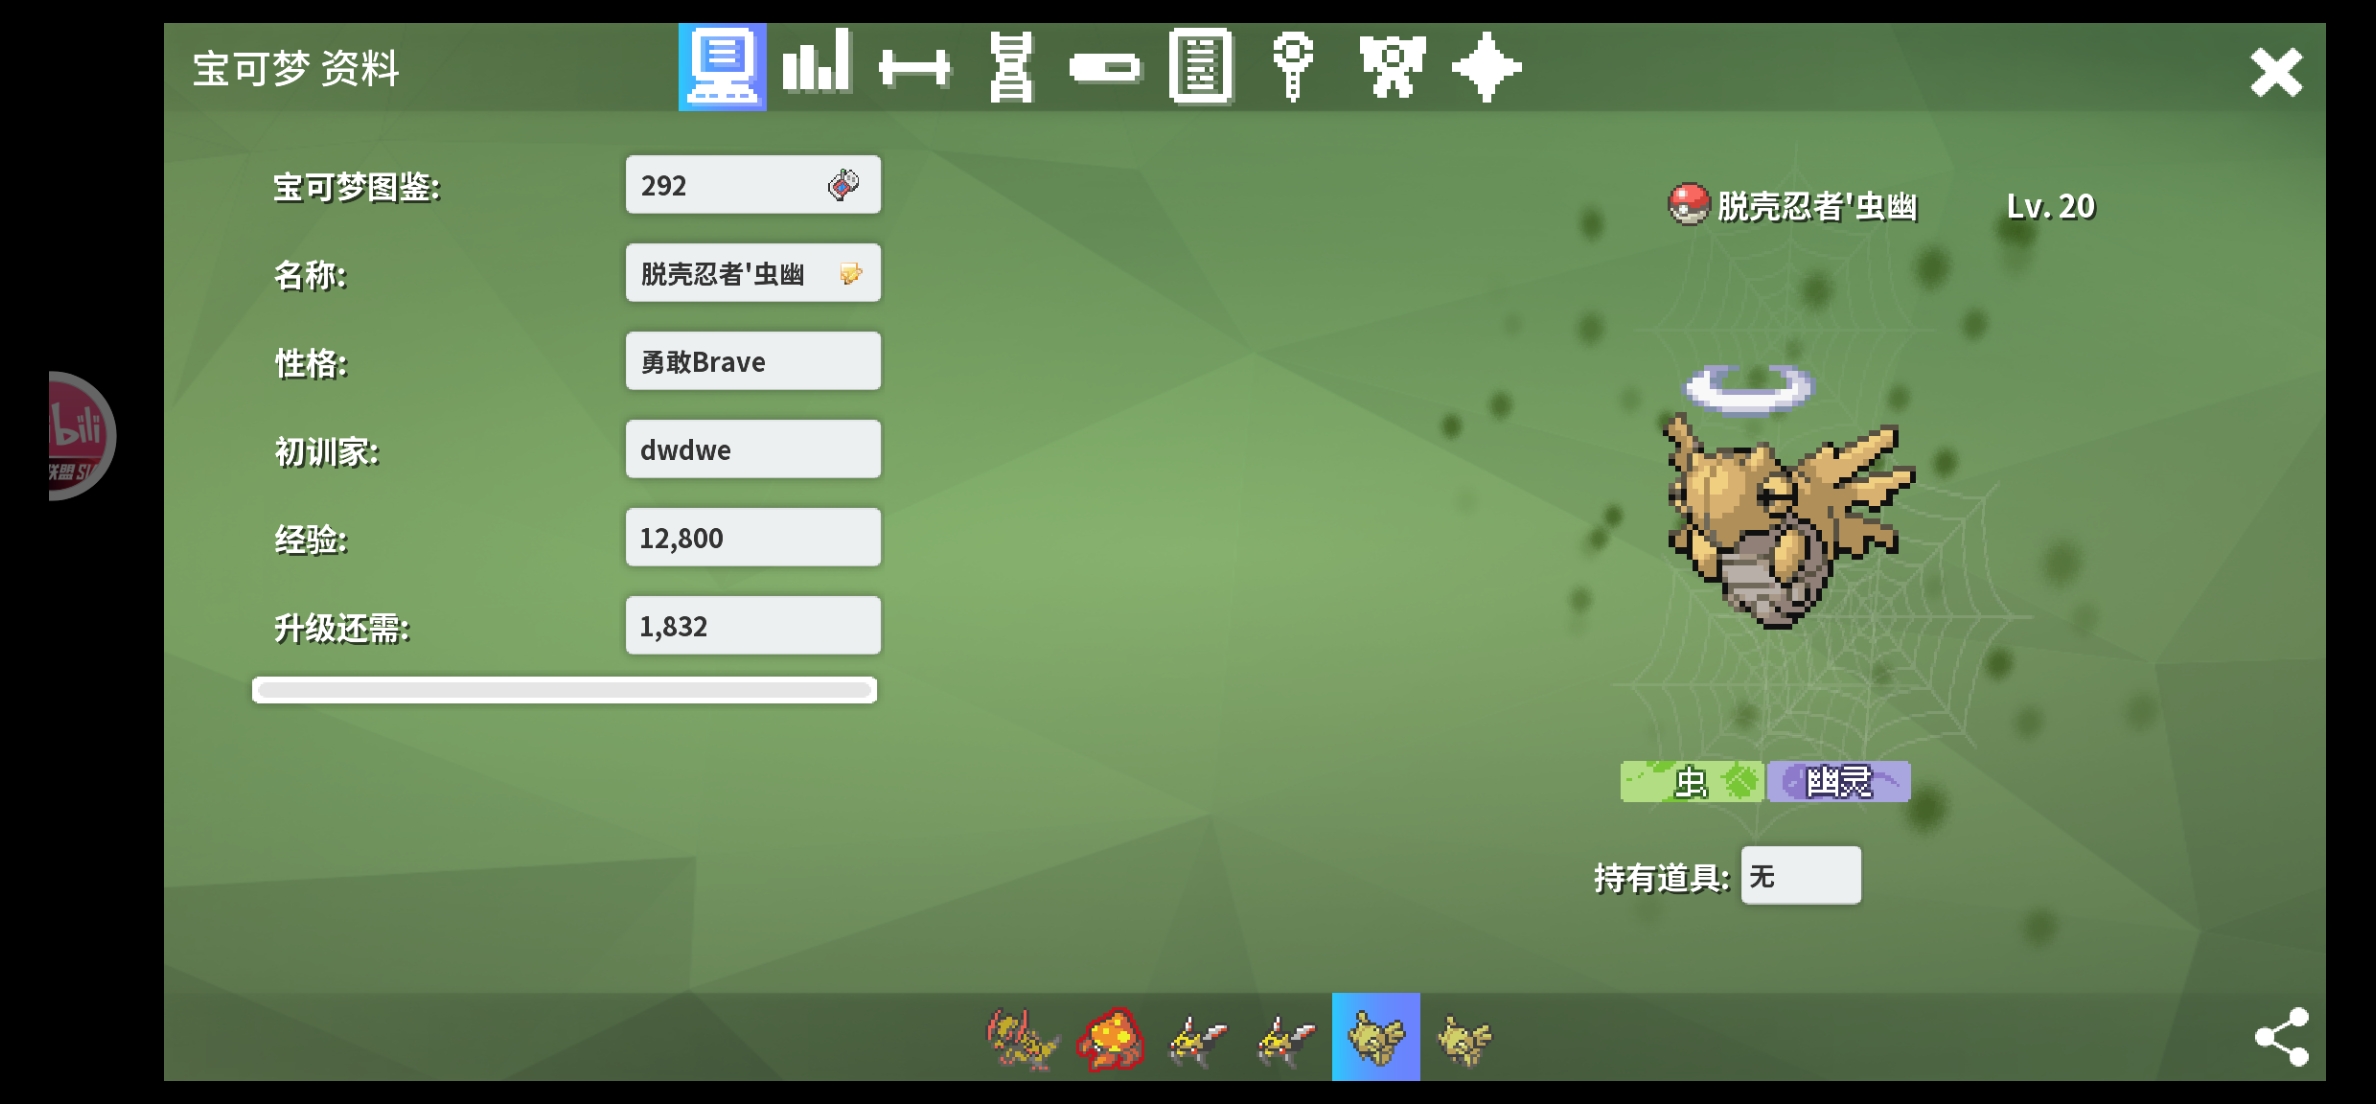 宝可梦 资料
宝可梦图鉴: 292
名称: 脱壳忍者'虫幽
性格: 勇敢Brave
初训家: dwdwe
经验: 12,800
升级还需: 1,832
脱壳忍者'虫幽 Lv. 20
虫 幽灵
持有道具: 无
bili
联盟